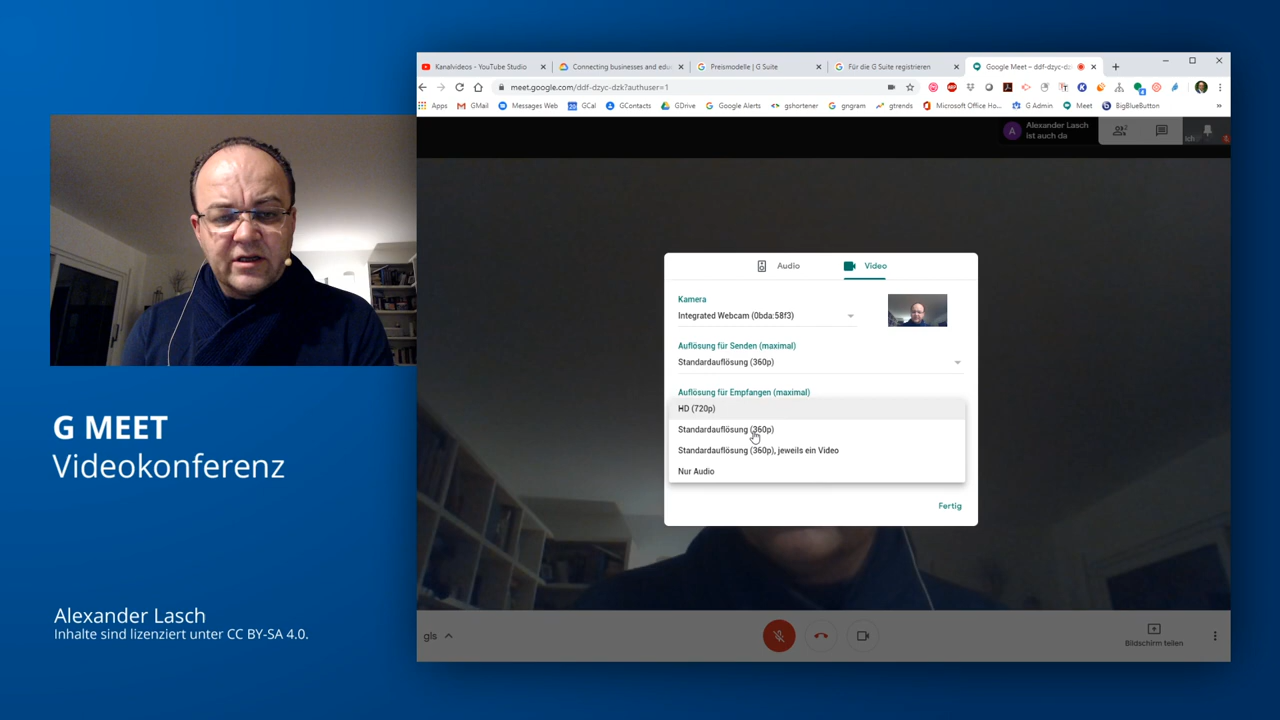 Kanalvideos - YouTube Studio
Connecting businesses and edu
Preismodelle | G Suite
Für die G Suite registrieren
Google Meet – ddf-dzyc-dz
meet.google.com/ddf-dzyc-dzk?authuser=1
Apps
GMail
Messages Web
GCal
GContacts
GDrive
Google Alerts
gshortener
gngram
gtrends
Microsoft Office Ho...
G Admin
Meet
BigBlueButton
A
Alexander Lasch
ist auch da
Ich
Audio
Video
Kamera
Integrated Webcam (0bda:58f3)
Auflösung für Senden (maximal)
Standardauflösung (360p)
Auflösung für Empfangen (maximal)
HD (720p)
Standardauflösung (360p)
Standardauflösung (360p), jeweils ein Video
Nur Audio
Fertig
G MEET
Videokonferenz
Alexander Lasch
Inhalte sind lizenziert unter CC BY-SA 4.0.
gls
Bildschirm teilen